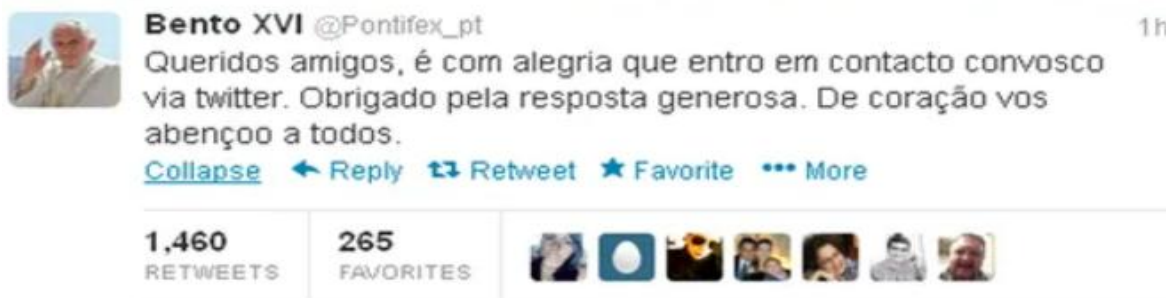 Bento XVI @Pontifex_pt 1h
Queridos amigos, é com alegria que entro em contacto convosco
via twitter. Obrigado pela resposta generosa. De coração vos
abençoo a todos.
Collapse Reply Retweet Favorite More
1,460 265
RETWEETS FAVORITES